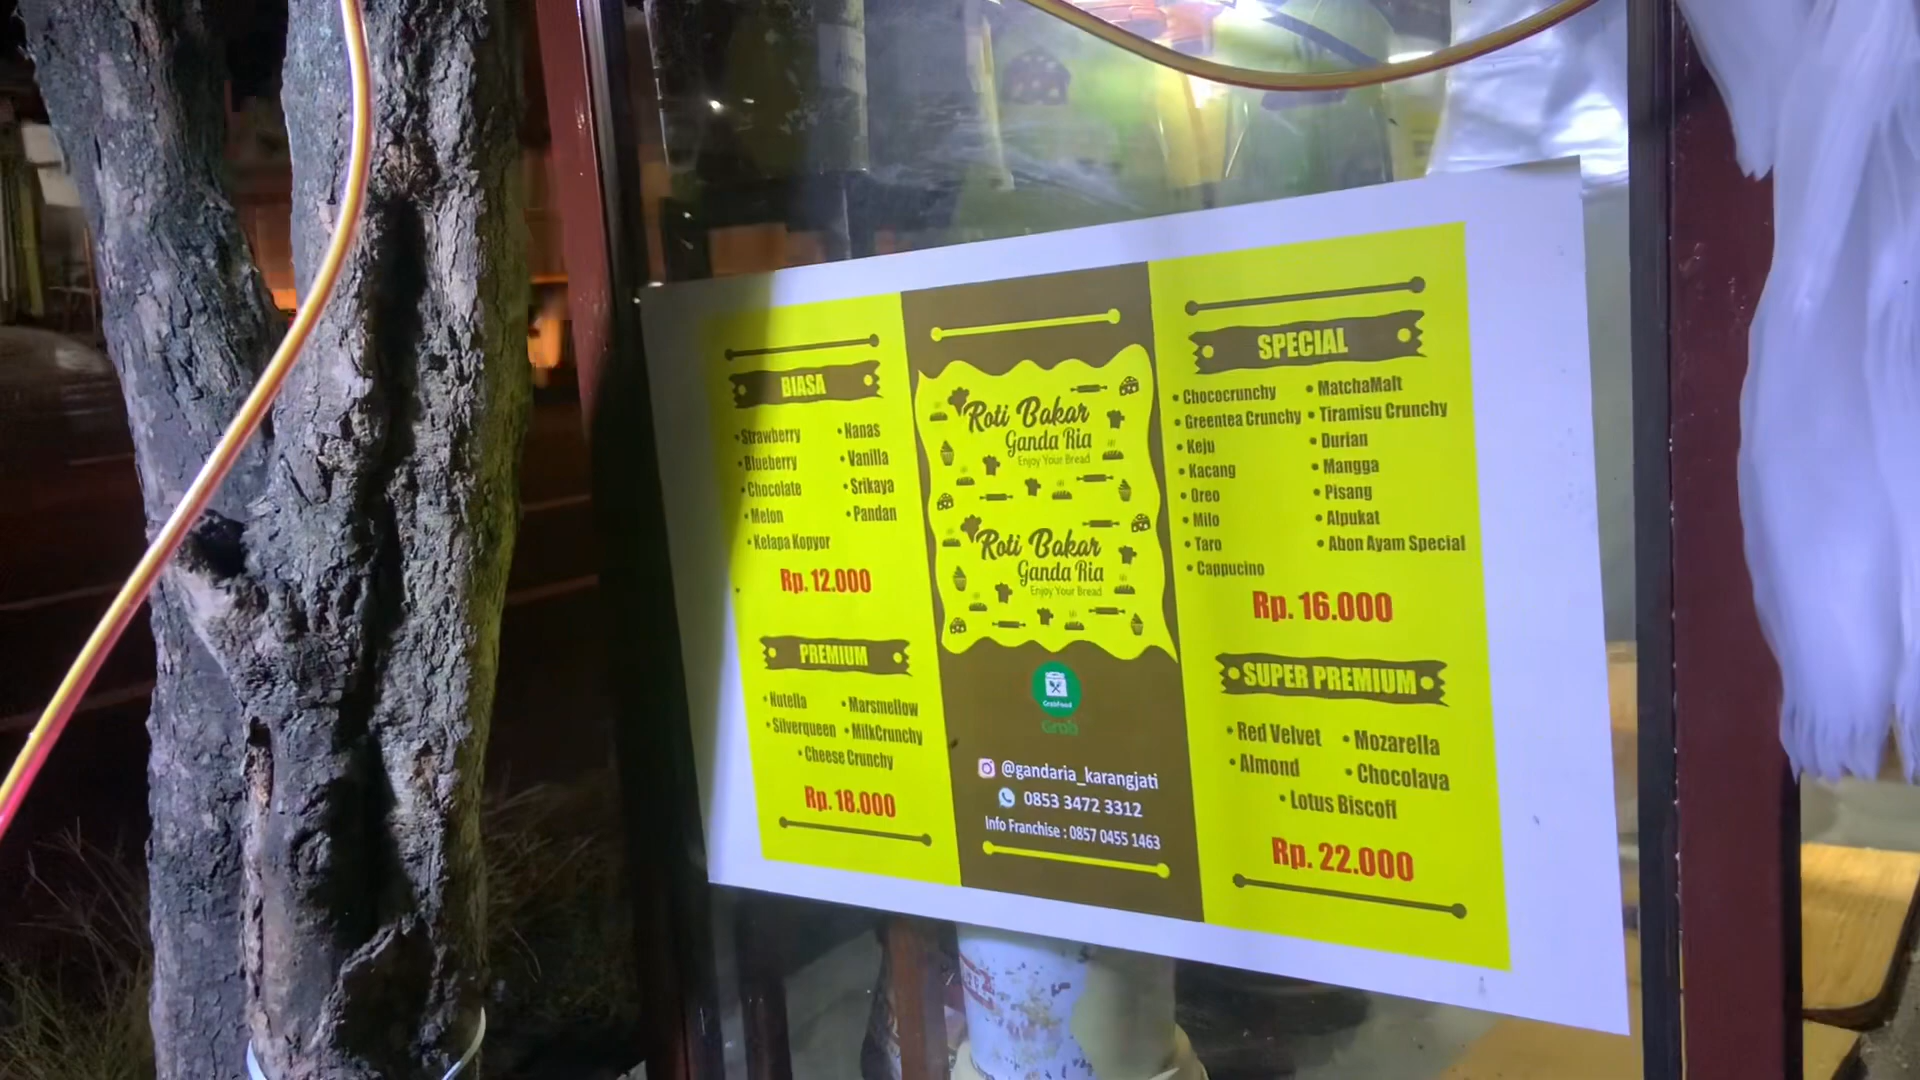 BIASA
• Strawberry
• Blueberry
• Chocolate
• Melon
• Kelapa Kopyor
• Nanas
• Vanilla
• Srikaya
• Pandan
Rp. 12.000
PREMIUM
• Nutella • Marsmellow
• Silverqueen • MilkCrunchy
• Cheese Crunchy
Rp. 18.000
Roti Bakar
Ganda Ria
Enjoy Your Bread
Roti Bakar
Ganda Ria
Enjoy Your Bread
GrabFood
Grab
@gandaria_karangjati
0853 3472 3312
Info Franchise : 0857 0455 1463
SPECIAL
• Chococrunchy
• Greentea Crunchy
• Keju
• Kacang
• Oreo
• Milo
• Taro
• Cappucino
• MatchaMalt
• Tiramisu Crunchy
• Durian
• Mangga
• Pisang
• Alpukat
• Abon Ayam Special
Rp. 16.000
SUPER PREMIUM
• Red Velvet • Mozarella
• Almond • Chocolava
• Lotus Biscoff
Rp. 22.000